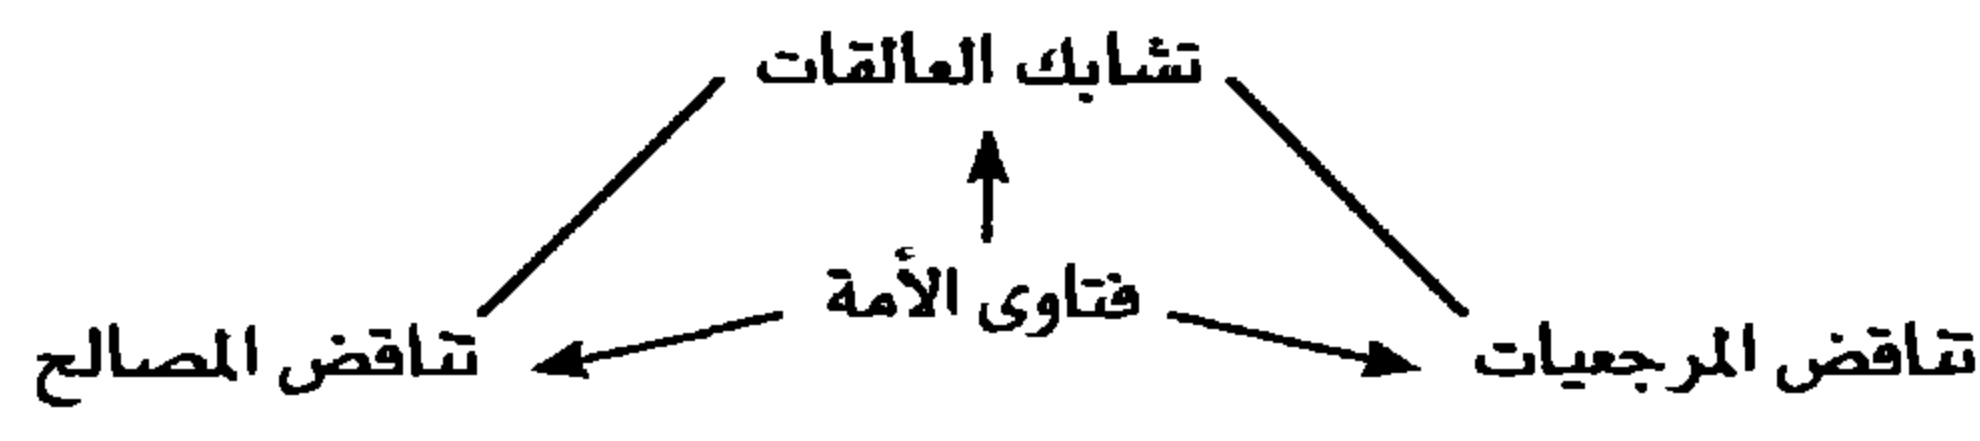 تشابك العالقات
فتاوى الأمة
تناقض المرجعيات
تناقض المصالح